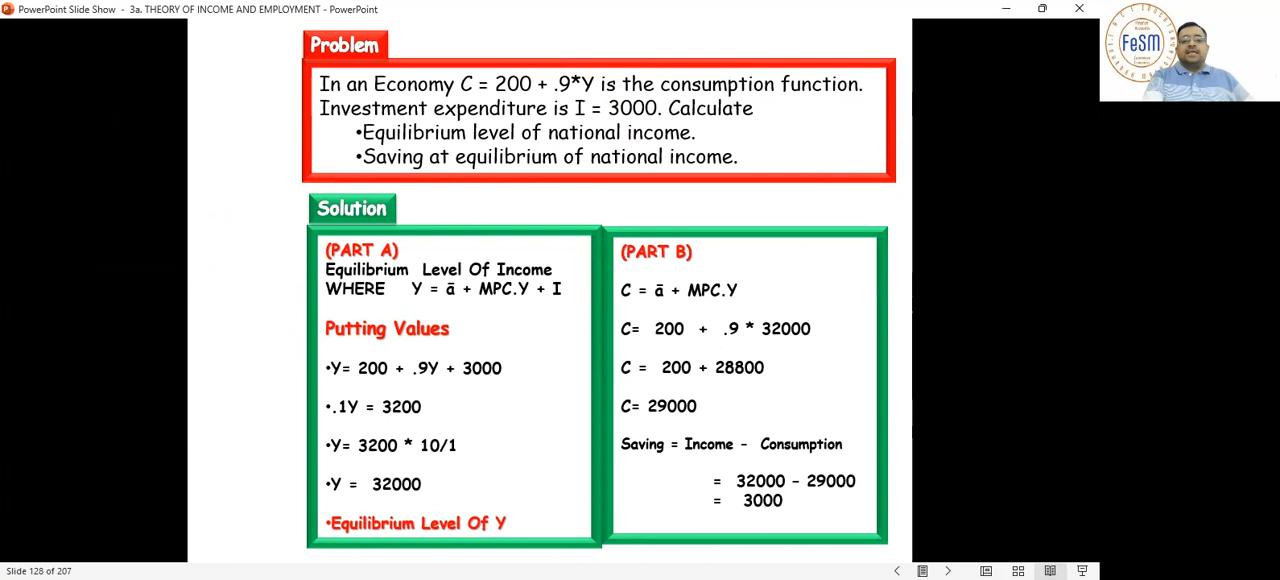 PowerPoint Slide Show - 3a. THEORY OF INCOME AND EMPLOYMENT - PowerPoint
FeSM
Problem
In an Economy C = 200 + .9*Y is the consumption function.
Investment expenditure is I = 3000. Calculate
•Equilibrium level of national income.
•Saving at equilibrium of national income.
Solution
(PART A)
Equilibrium Level Of Income
WHERE Y = ā + MPC.Y + I
Putting Values
•Y= 200 + .9Y + 3000
•.1Y = 3200
•Y= 3200 * 10/1
•Y = 32000
•Equilibrium Level Of Y
(PART B)
C = ā + MPC.Y
C= 200 + .9 * 32000
C = 200 + 28800
C= 29000
Saving = Income - Consumption
= 32000 - 29000
= 3000
Slide 128 of 207